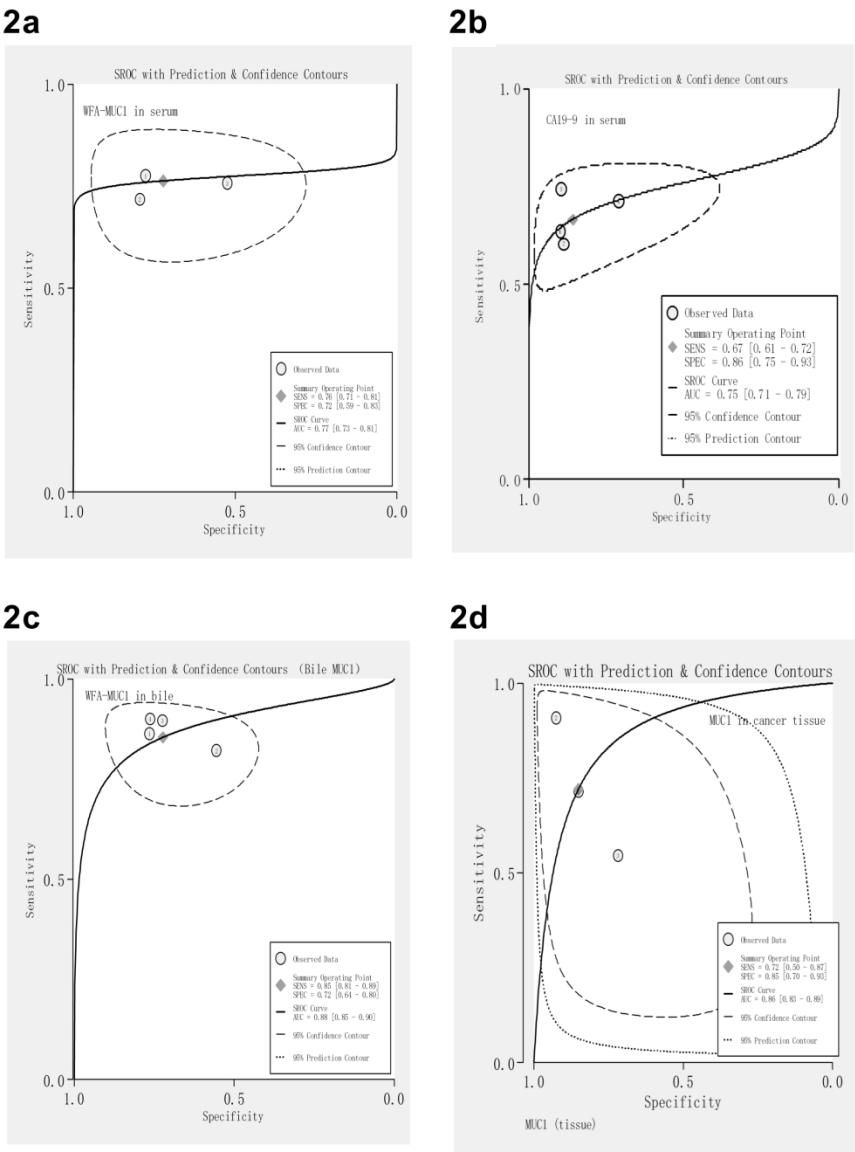 2a
SROC with Prediction & Confidence Contours
1.0
WFA-MUC1 in serum
0.5
Sensitivity
Observed Data
Summary Operating Point
SENS = 0.76 [0.71 - 0.81]
SPEC = 0.72 [0.59 - 0.83]
SROC Curve
AUC = 0.77 [0.73 - 0.81]
95% Confidence Contour
95% Prediction Contour
0.0
1.0 0.5 0.0
Specificity
2b
SROC with Prediction & Confidence Contours
1.0
CA19-9 in serum
0.5
Sensitivity
Observed Data
Summary Operating Point
SENS = 0.67 [0.61 - 0.72]
SPEC = 0.86 [0.75 - 0.93]
SROC Curve
AUC = 0.75 [0.71 - 0.79]
95% Confidence Contour
95% Prediction Contour
0.0
1.0 0.5 0.0
Specificity
2c
SROC with Prediction & Confidence Contours （Bile MUC1）
1.0
WFA-MUC1 in bile
0.5
Sensitivity
Observed Data
Summary Operating Point
SENS = 0.85 [0.81 - 0.89]
SPEC = 0.72 [0.64 - 0.80]
SROC Curve
AUC = 0.88 [0.85 - 0.90]
95% Confidence Contour
95% Prediction Contour
0.0
1.0 0.5 0.0
Specificity
2d
SROC with Prediction & Confidence Contours
1.0
MUC1 in cancer tissue
0.5
Sensitivity
Observed Data
Summary Operating Point
SENS = 0.72 [0.50 - 0.87]
SPEC = 0.85 [0.70 - 0.93]
SROC Curve
AUC = 0.86 [0.83 - 0.89]
95% Confidence Contour
95% Prediction Contour
0.0
1.0 0.5 0.0
Specificity
MUC1 (tissue)